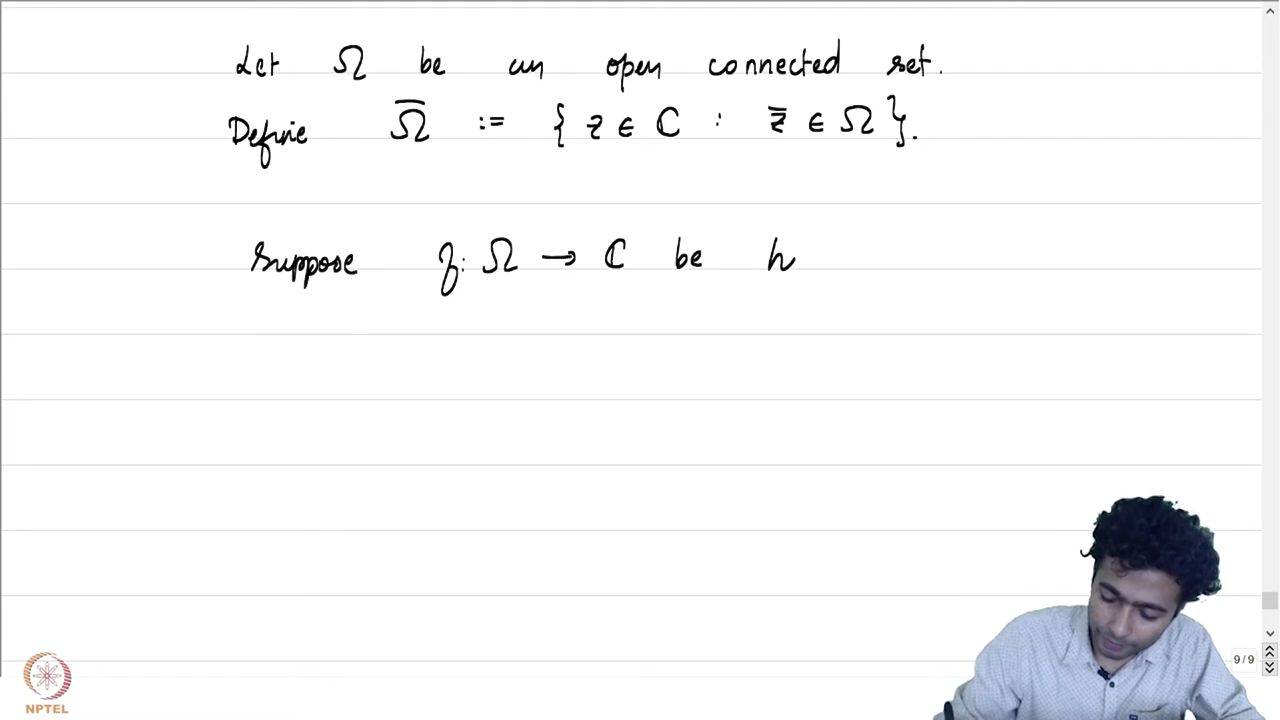 Let Ω be an open connected set.
Define Ω̅ := { z ∈ C : z̅ ∈ Ω }.
Suppose f: Ω → ℂ be h
9/9
NPTEL